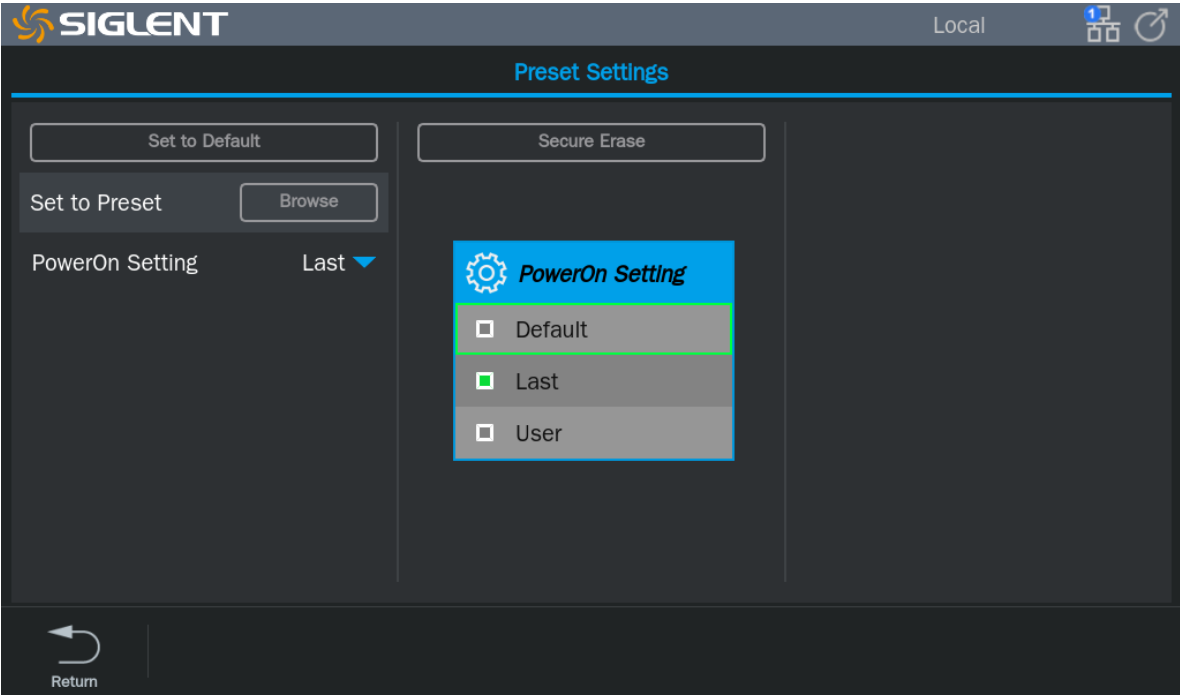 SIGLENT
Local
1
Preset Settings
Set to Default
Secure Erase
Set to Preset
Browse
PowerOn Setting
Last
PowerOn Setting
Default
Last
User
Return